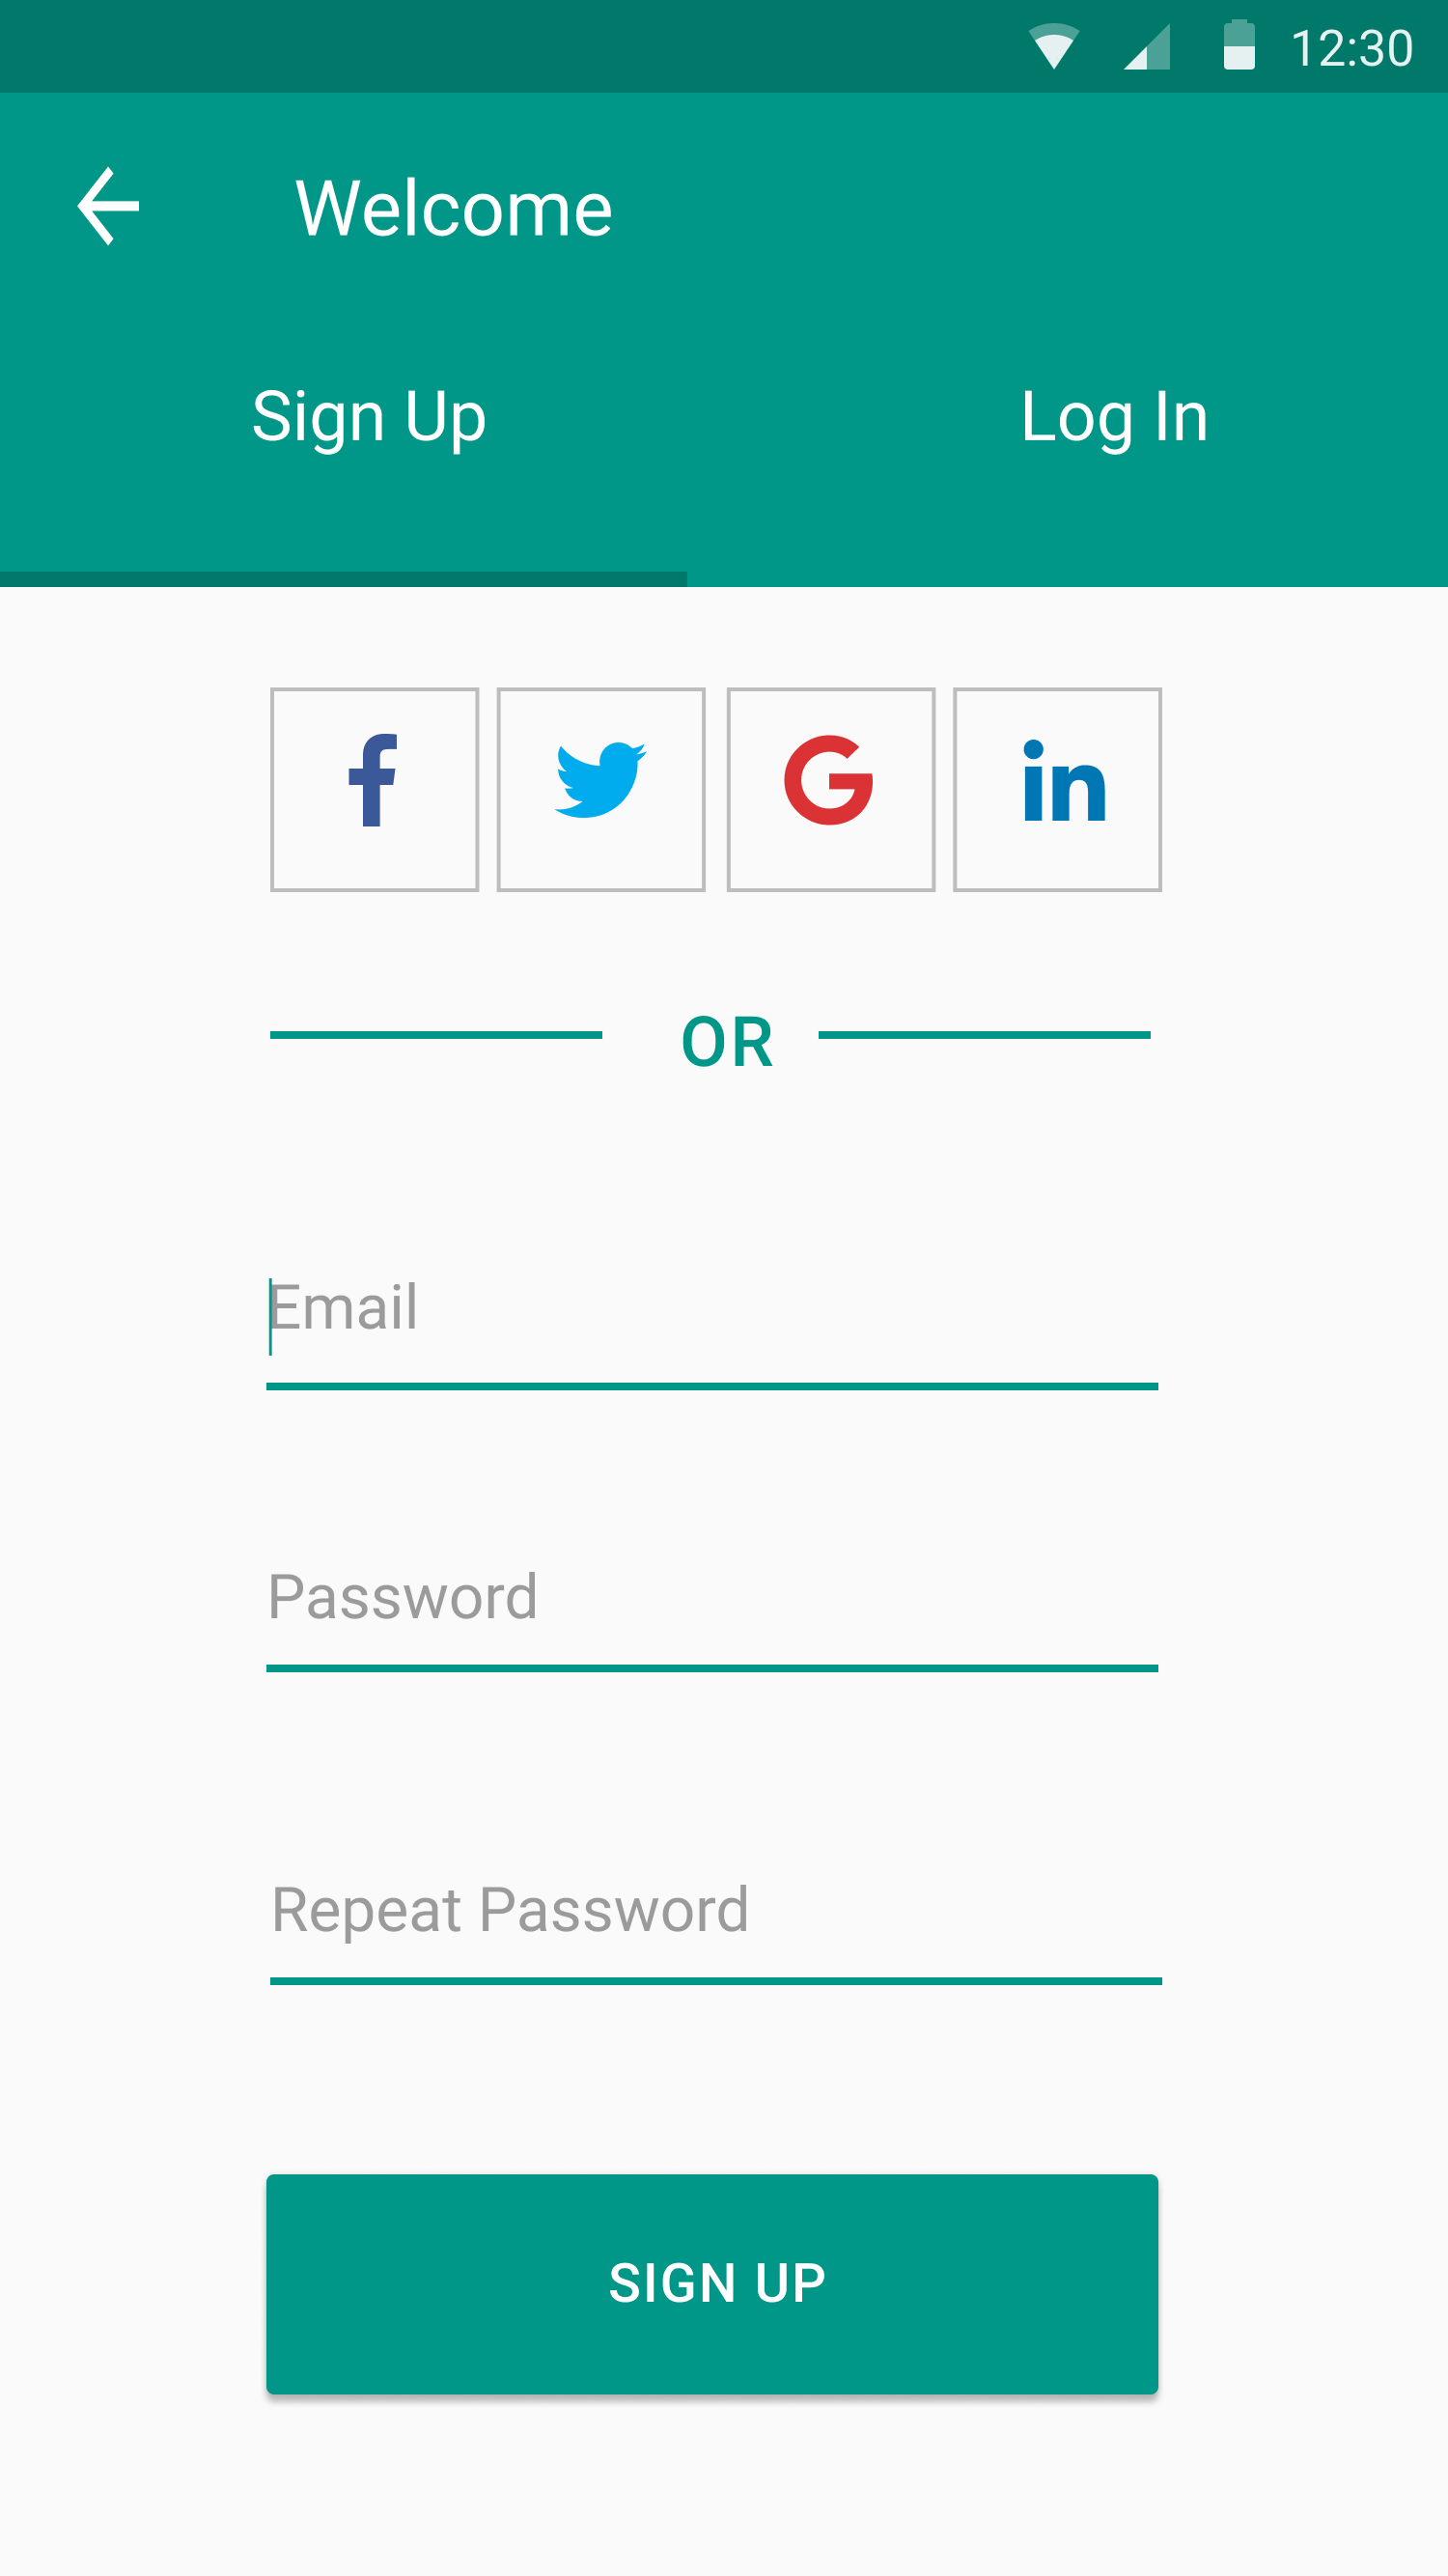 12:30
Welcome
Sign Up Log In
f G in
OR
Email
Password
Repeat Password
SIGN UP